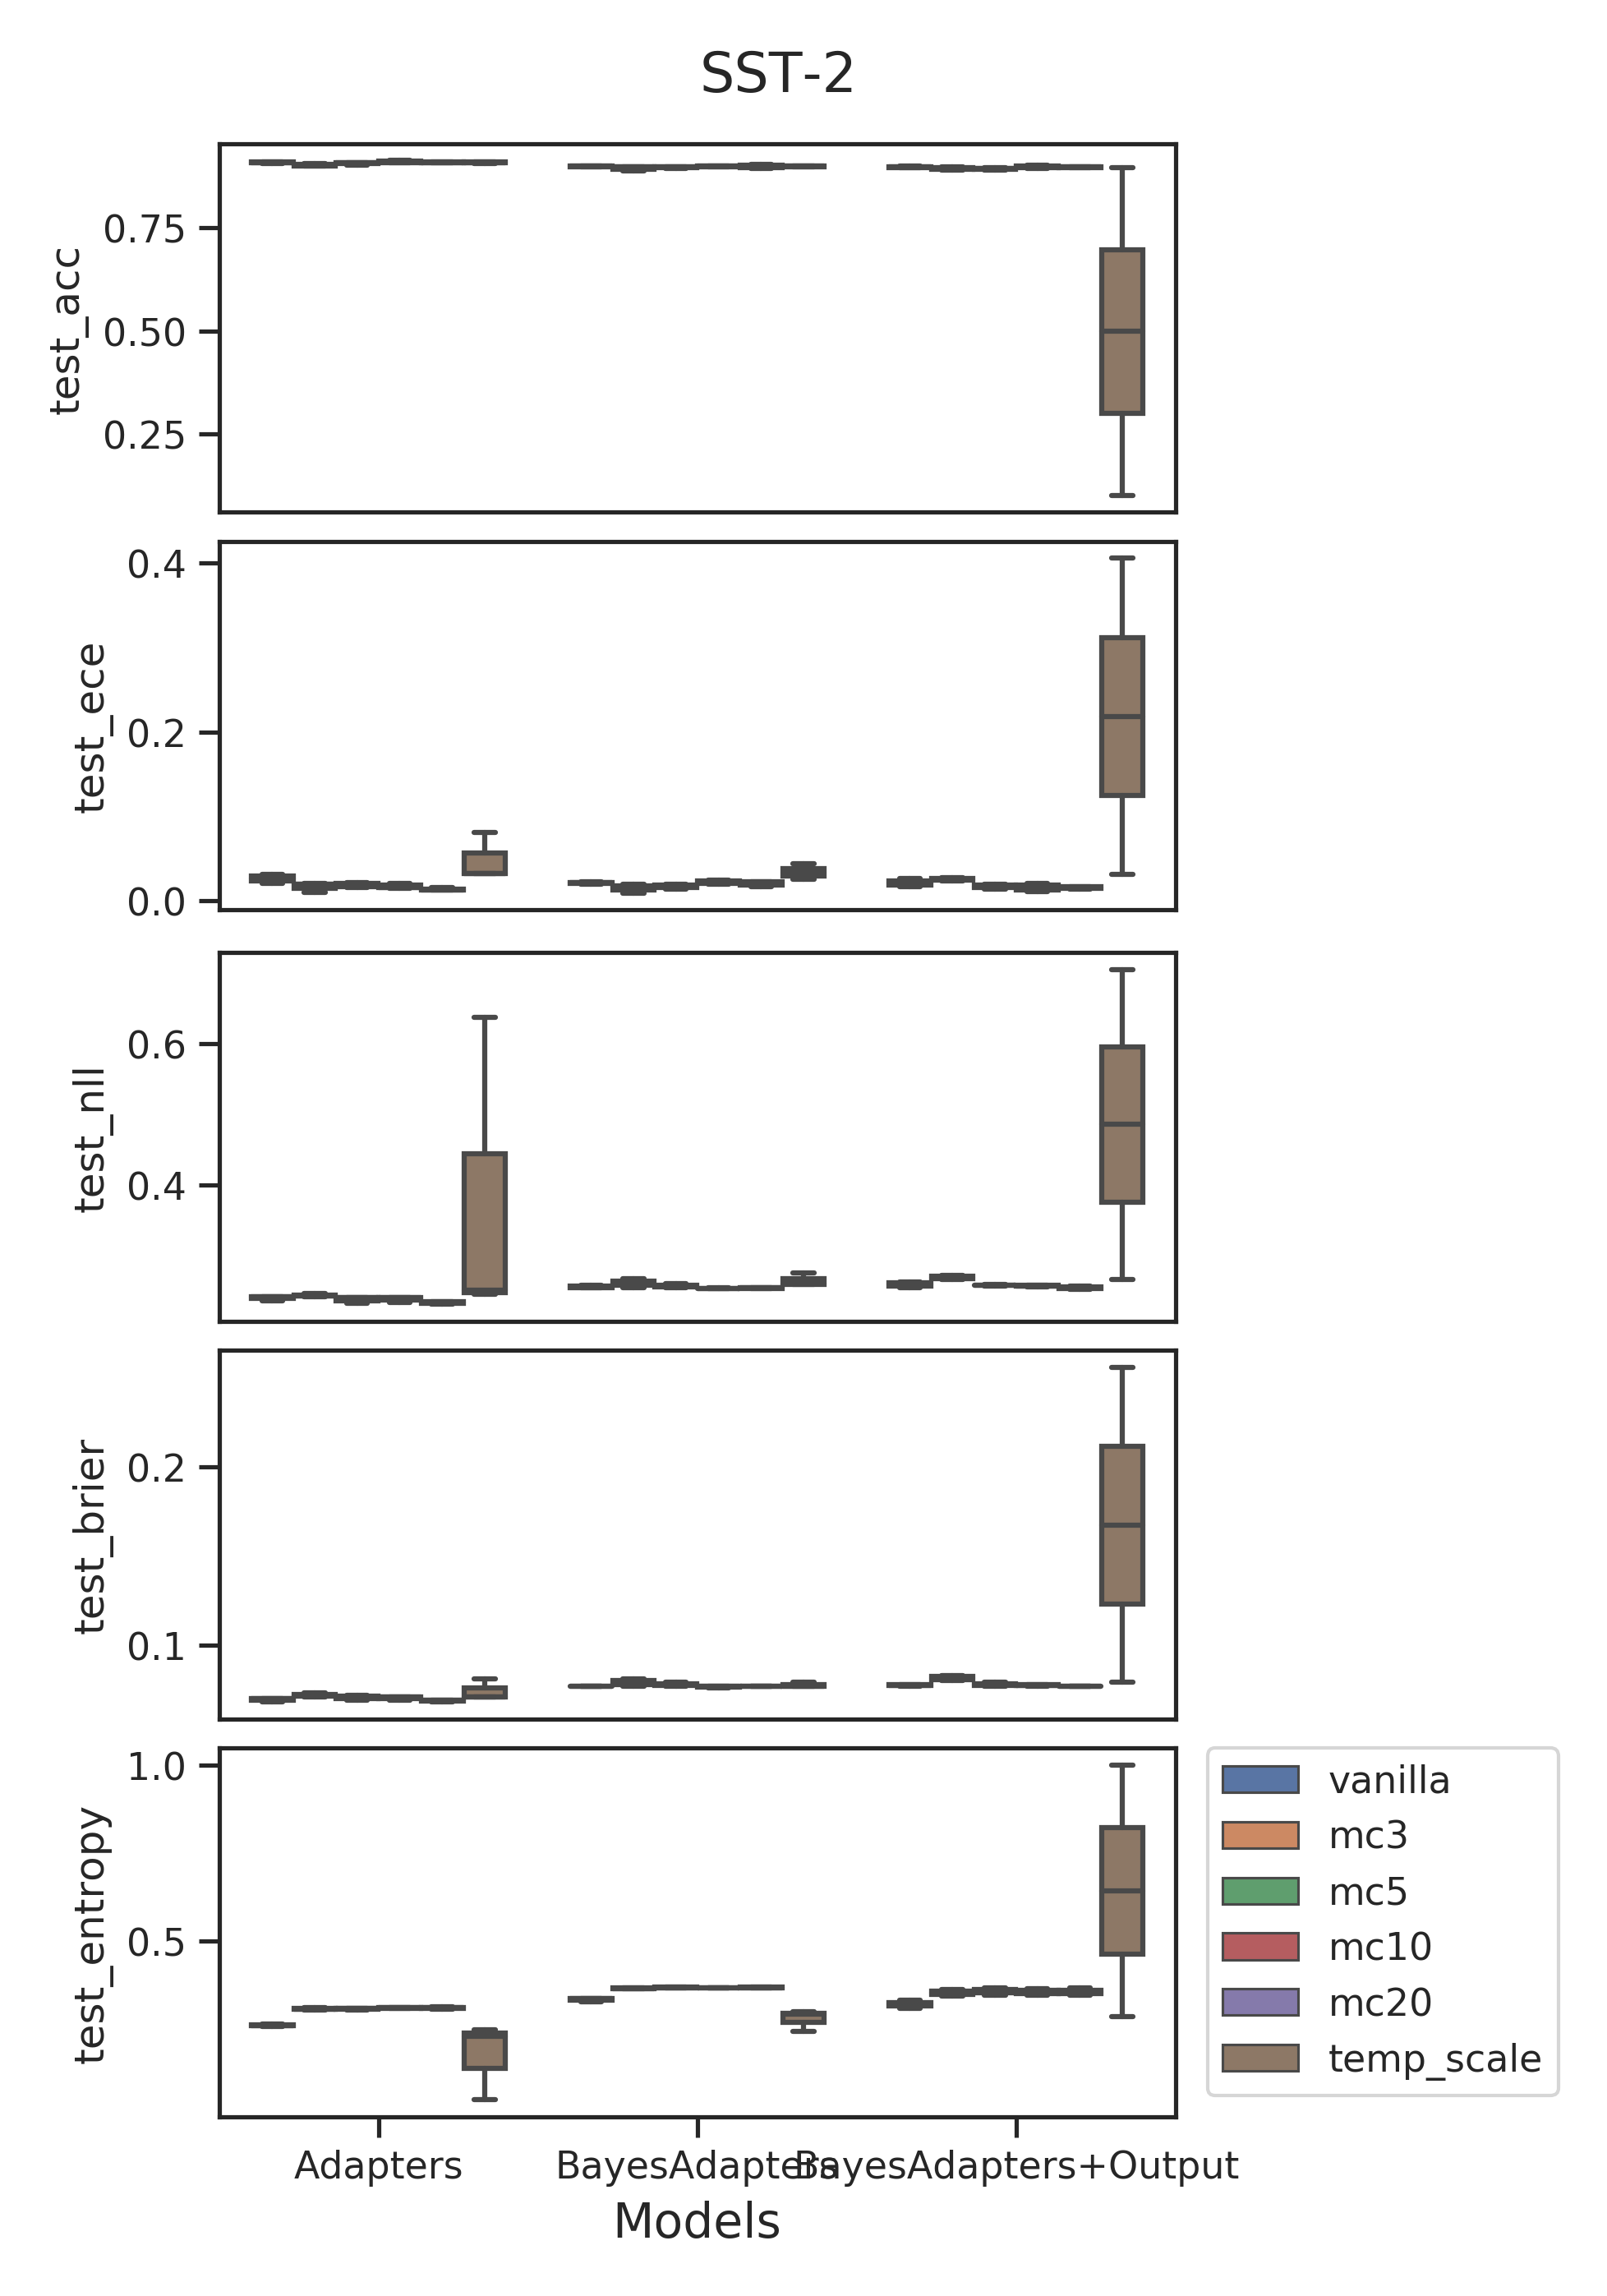 SST-2
test_acc
0.75
0.50
0.25
test_ece
0.4
0.2
0.0
test_nll
0.6
0.4
test_brier
0.2
0.1
test_entropy
1.0
0.5
vanilla
mc3
mc5
mc10
mc20
temp_scale
Adapters
BayesAdapters
BayesAdapters+Output
Models